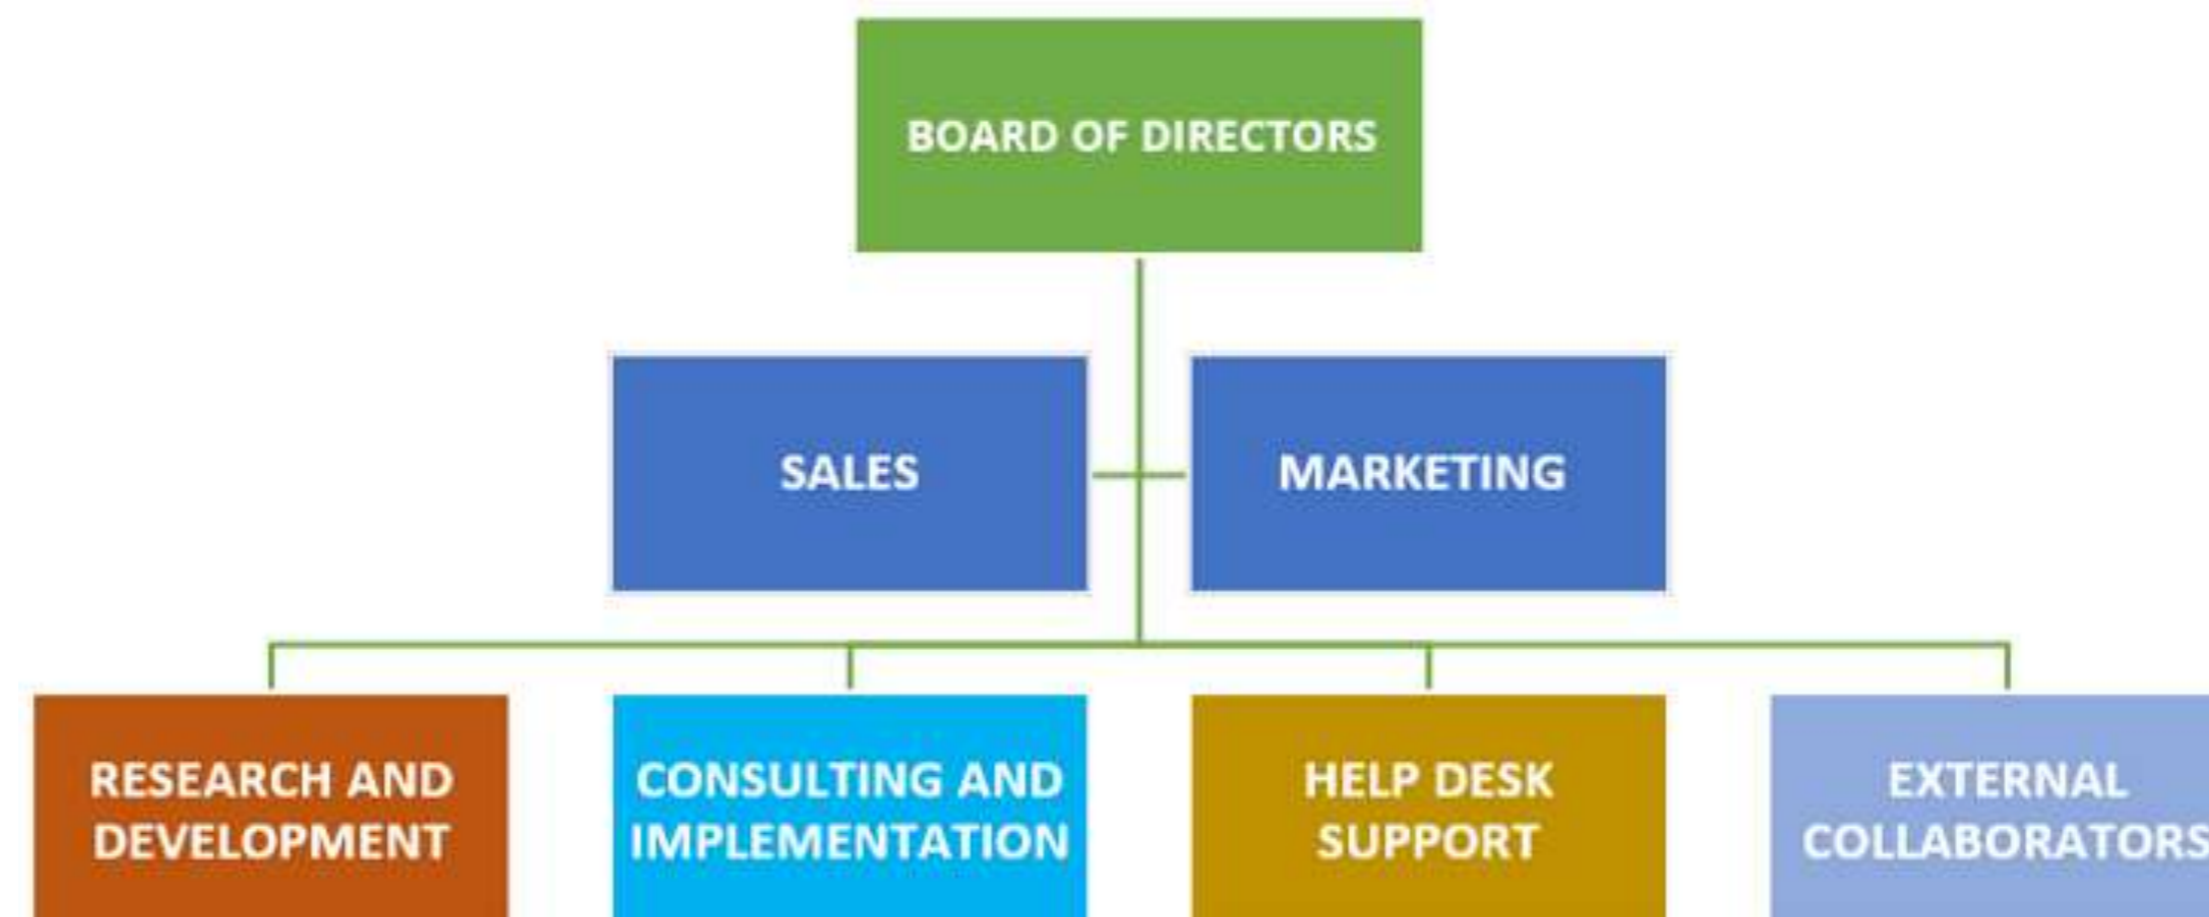 BOARD OF DIRECTORS
SALES
MARKETING
RESEARCH AND
DEVELOPMENT
CONSULTING AND
IMPLEMENTATION
HELP DESK
SUPPORT
EXTERNAL
COLLABORATORS